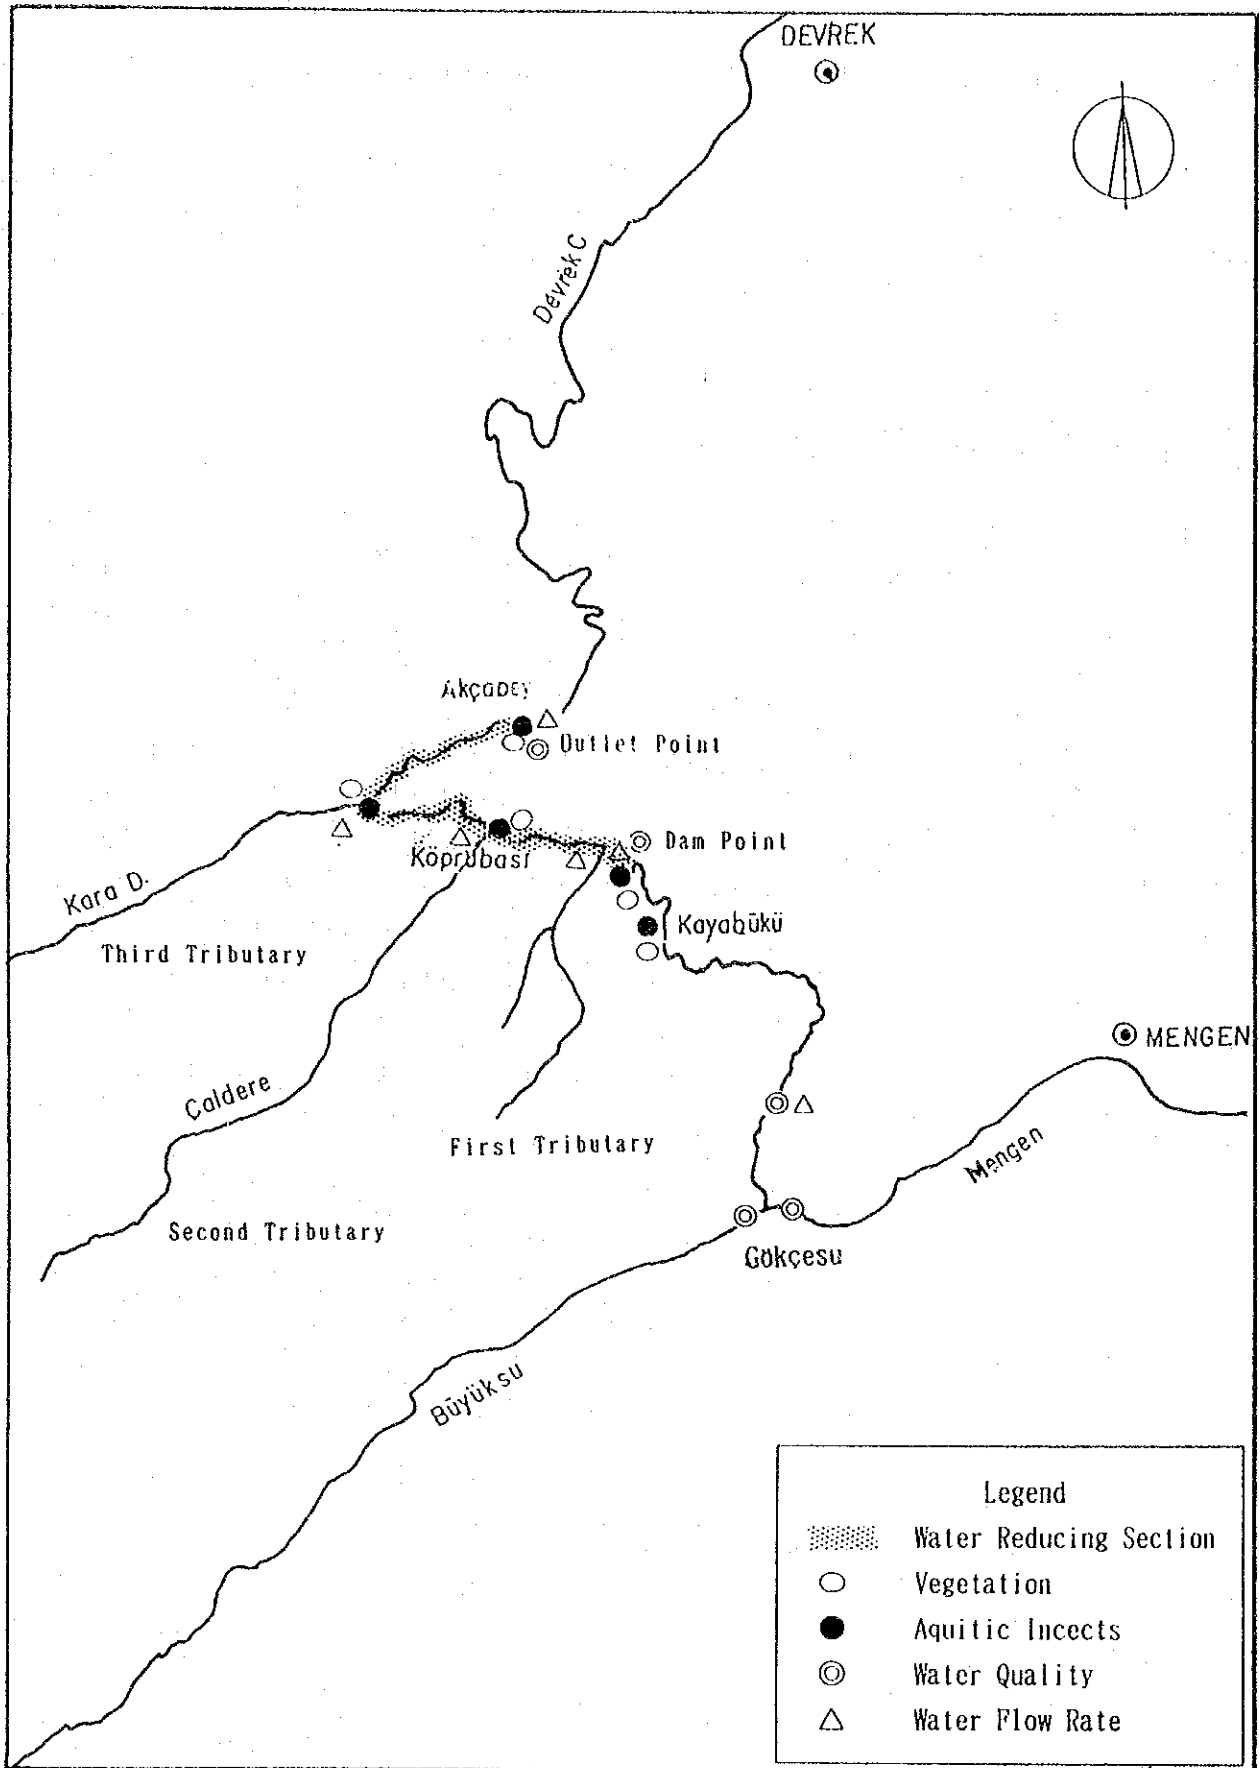 DEVREK
Devrek C
Akçabey
Outlet Point
Dam Point
Köprübası
Kayabükü
Kara D.
Third Tributary
MENGEN
Çaldere
First Tributary
Mengen
Second Tributary
Gökçesu
Büyüksu
Legend
Water Reducing Section
Vegetation
Aquitic Incects
Water Quality
Water Flow Rate